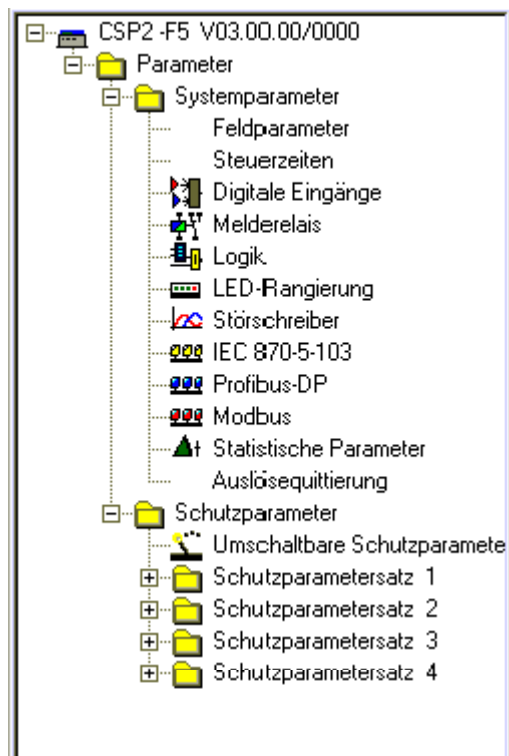 CSP2 -F5 V03.00.00/0000
Parameter
Systemparameter
Feldparameter
Steuerzeiten
Digitale Eingänge
Melderelais
Logik
LED-Rangierung
Störschreiber
IEC 870-5-103
Profibus-DP
Modbus
Statistische Parameter
Auslösequittierung
Schutzparameter
Umschaltbare Schutzparamete
Schutzparametersatz 1
Schutzparametersatz 2
Schutzparametersatz 3
Schutzparametersatz 4